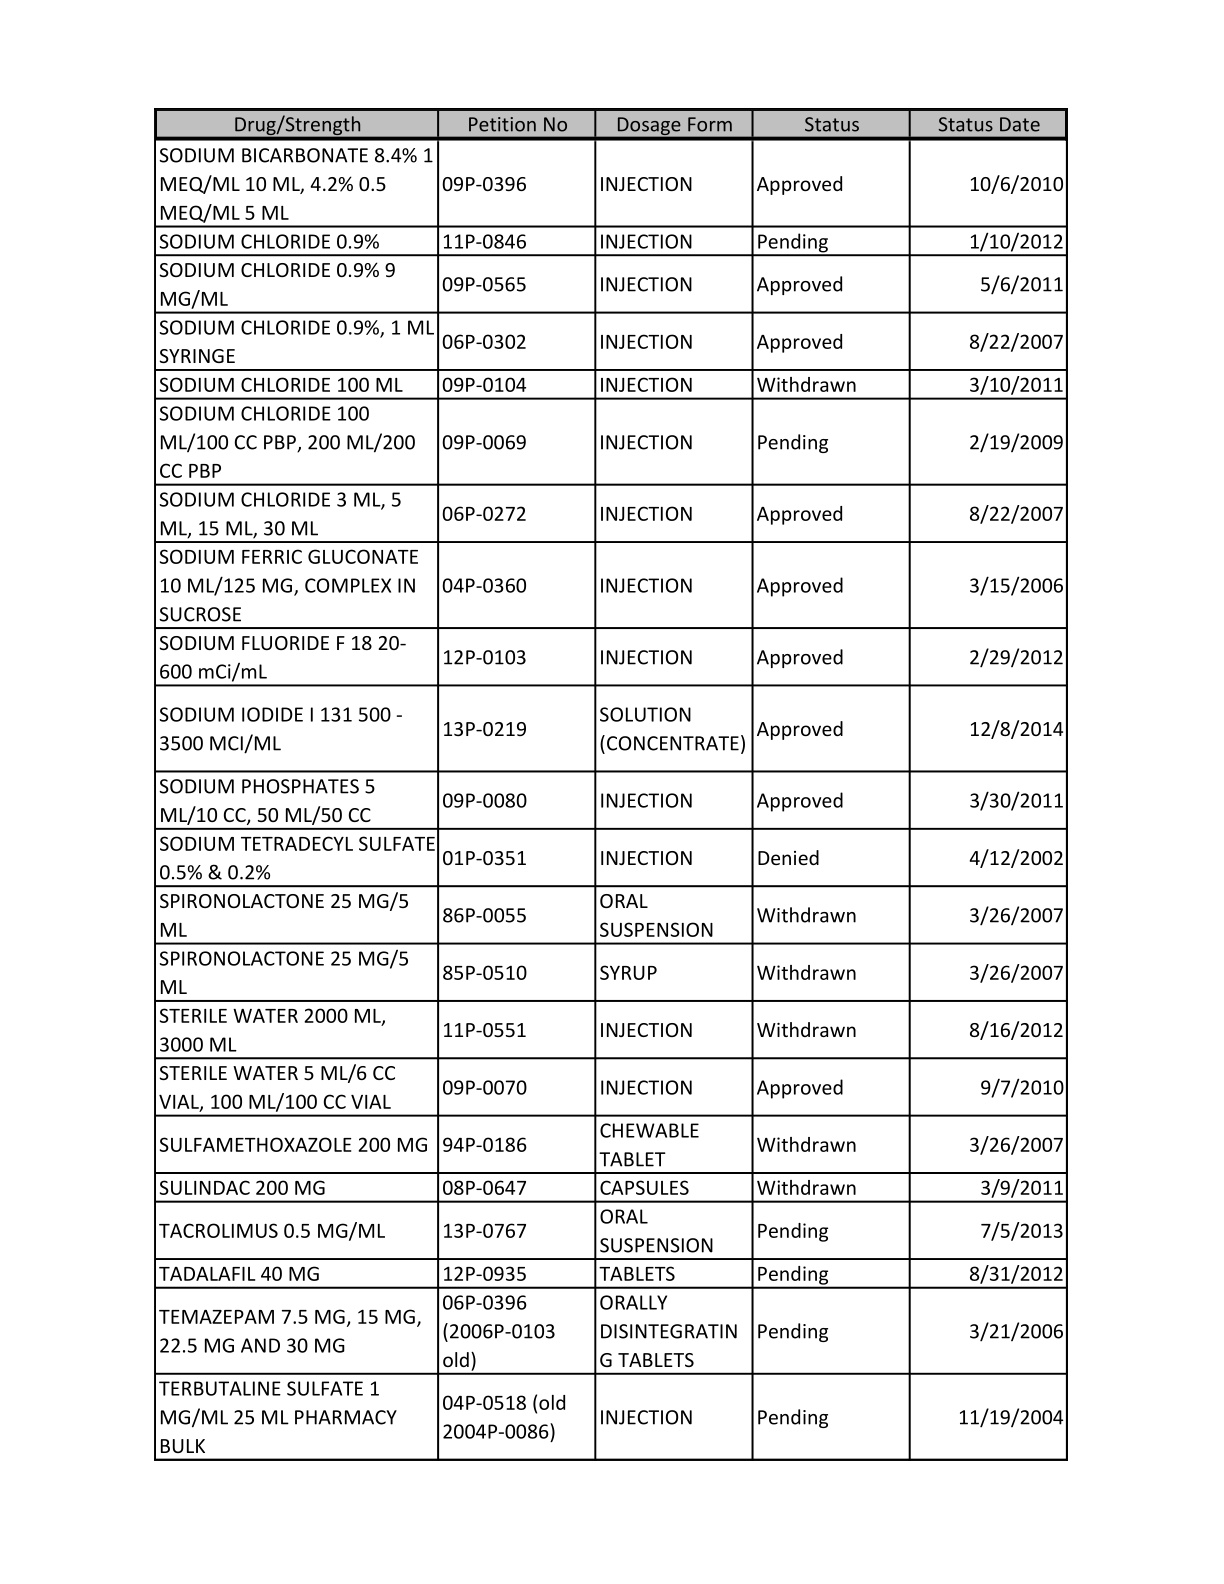 Drug/Strength Petition No Dosage Form Status Status Date
SODIUM BICARBONATE 8.4% 1
MEQ/ML 10 ML, 4.2% 0.5 09P-0396 INJECTION Approved 10/6/2010
MEQ/ML 5 ML
SODIUM CHLORIDE 0.9% 11P-0846 INJECTION Pending 1/10/2012
SODIUM CHLORIDE 0.9% 9
MG/ML 09P-0565 INJECTION Approved 5/6/2011
SODIUM CHLORIDE 0.9%, 1 ML
SYRINGE 06P-0302 INJECTION Approved 8/22/2007
SODIUM CHLORIDE 100 ML 09P-0104 INJECTION Withdrawn 3/10/2011
SODIUM CHLORIDE 100
ML/100 CC PBP, 200 ML/200 09P-0069 INJECTION Pending 2/19/2009
CC PBP
SODIUM CHLORIDE 3 ML, 5
ML, 15 ML, 30 ML 06P-0272 INJECTION Approved 8/22/2007
SODIUM FERRIC GLUCONATE
10 ML/125 MG, COMPLEX IN 04P-0360 INJECTION Approved 3/15/2006
SUCROSE
SODIUM FLUORIDE F 18 20-
600 mCi/mL 12P-0103 INJECTION Approved 2/29/2012
SODIUM IODIDE I 131 500 -
3500 MCI/ML 13P-0219 SOLUTION
(CONCENTRATE) Approved 12/8/2014
SODIUM PHOSPHATES 5
ML/10 CC, 50 ML/50 CC 09P-0080 INJECTION Approved 3/30/2011
SODIUM TETRADECYL SULFATE
0.5% & 0.2% 01P-0351 INJECTION Denied 4/12/2002
SPIRONOLACTONE 25 MG/5
ML 86P-0055 ORAL
SUSPENSION Withdrawn 3/26/2007
SPIRONOLACTONE 25 MG/5
ML 85P-0510 SYRUP Withdrawn 3/26/2007
STERILE WATER 2000 ML,
3000 ML 11P-0551 INJECTION Withdrawn 8/16/2012
STERILE WATER 5 ML/6 CC
VIAL, 100 ML/100 CC VIAL 09P-0070 INJECTION Approved 9/7/2010
SULFAMETHOXAZOLE 200 MG 94P-0186 CHEWABLE
TABLET Withdrawn 3/26/2007
SULINDAC 200 MG 08P-0647 CAPSULES Withdrawn 3/9/2011
TACROLIMUS 0.5 MG/ML 13P-0767 ORAL
SUSPENSION Pending 7/5/2013
TADALAFIL 40 MG 12P-0935 TABLETS Pending 8/31/2012
TEMAZEPAM 7.5 MG, 15 MG,
22.5 MG AND 30 MG 06P-0396
(2006P-0103
old) ORALLY
DISINTEGRATIN
G TABLETS Pending 3/21/2006
TERBUTALINE SULFATE 1
MG/ML 25 ML PHARMACY
BULK 04P-0518 (old
2004P-0086) INJECTION Pending 11/19/2004